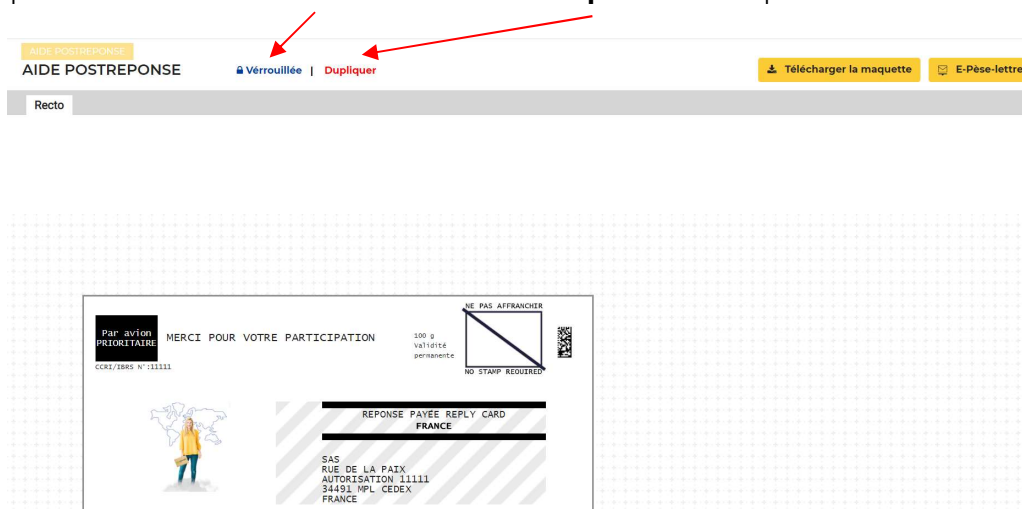 AIDE POSTREPONSE
AIDE POSTREPONSE
Vérrouillée | Dupliquer
Télécharger la maquette
E-Pèse-lettre
Recto
NE PAS AFFRANCHIR
Par avion
PRIORITAIRE
MERCI POUR VOTRE PARTICIPATION
100 g
Validité
permanente
CCRI/IBRS N°:11111
NO STAMP REQUIRED
REPONSE PAYEE REPLY CARD
FRANCE
SAS
RUE DE LA PAIX
AUTORISATION 11111
34491 MPL CEDEX
FRANCE